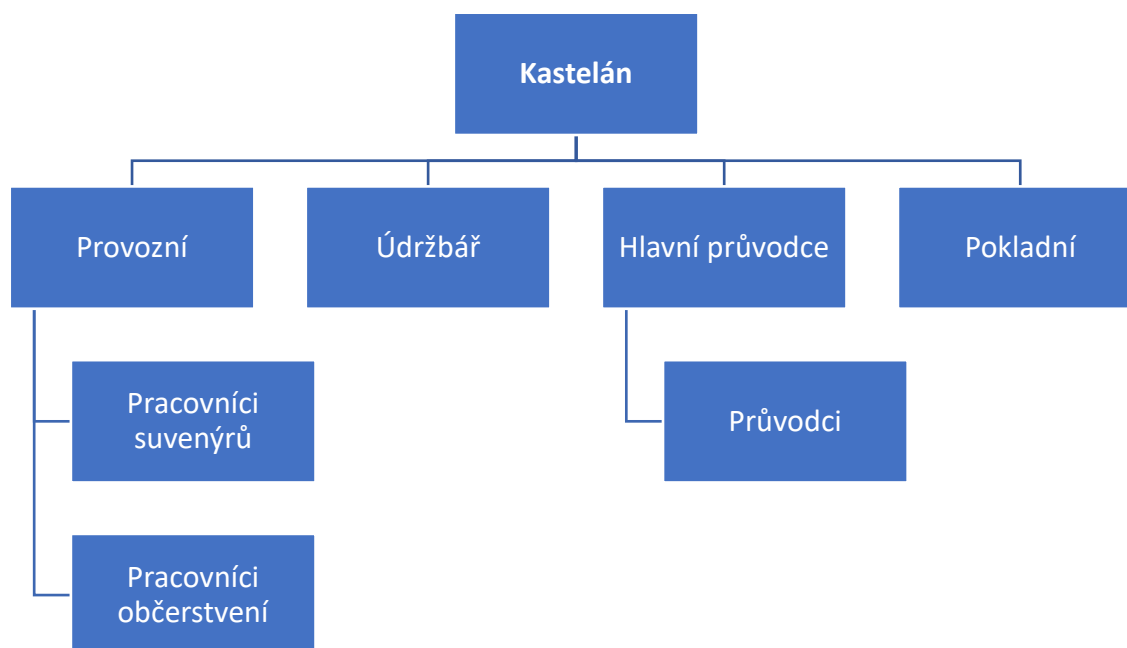 Kastelán
Provozní
Údržbář
Hlavní průvodce
Pokladní
Pracovníci
suvenýrů
Průvodci
Pracovníci
občerstvení